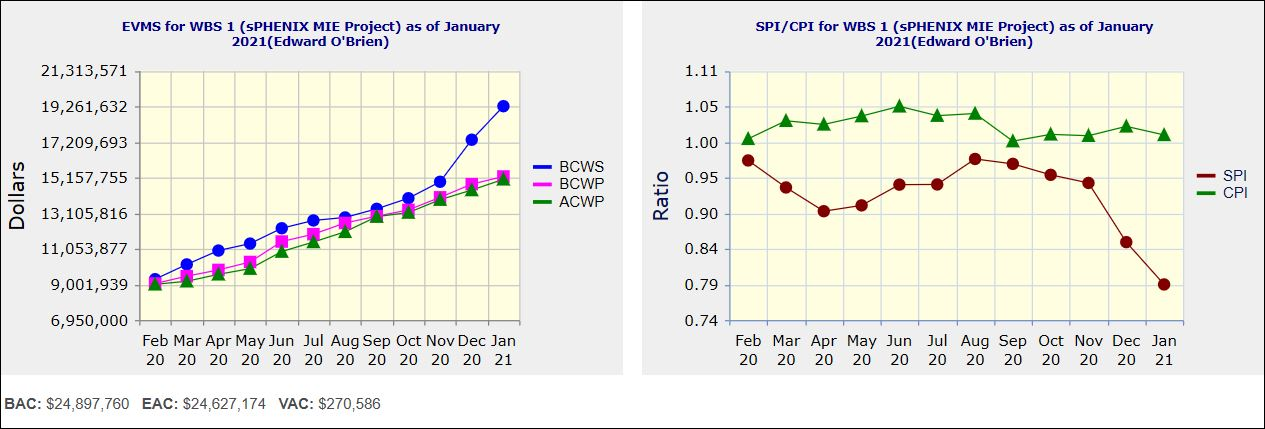 EVMS for WBS 1 (sPHENIX MIE Project) as of January
2021(Edward O'Brien)
21,313,571
19,261,632
17,209,693
15,157,755
13,105,816
11,053,877
9,001,939
6,950,000
Dollars
Feb Mar Apr May Jun Jul Aug Sep Oct Nov Dec Jan
20 20 20 20 20 20 20 20 20 20 20 21
BCWS
BCWP
ACWP
SPI/CPI for WBS 1 (sPHENIX MIE Project) as of January
2021(Edward O'Brien)
1.11
1.05
1.00
0.95
0.90
0.84
0.79
0.74
Ratio
Feb Mar Apr May Jun Jul Aug Sep Oct Nov Dec Jan
20 20 20 20 20 20 20 20 20 20 20 21
SPI
CPI
BAC: $24,897,760 EAC: $24,627,174 VAC: $270,586